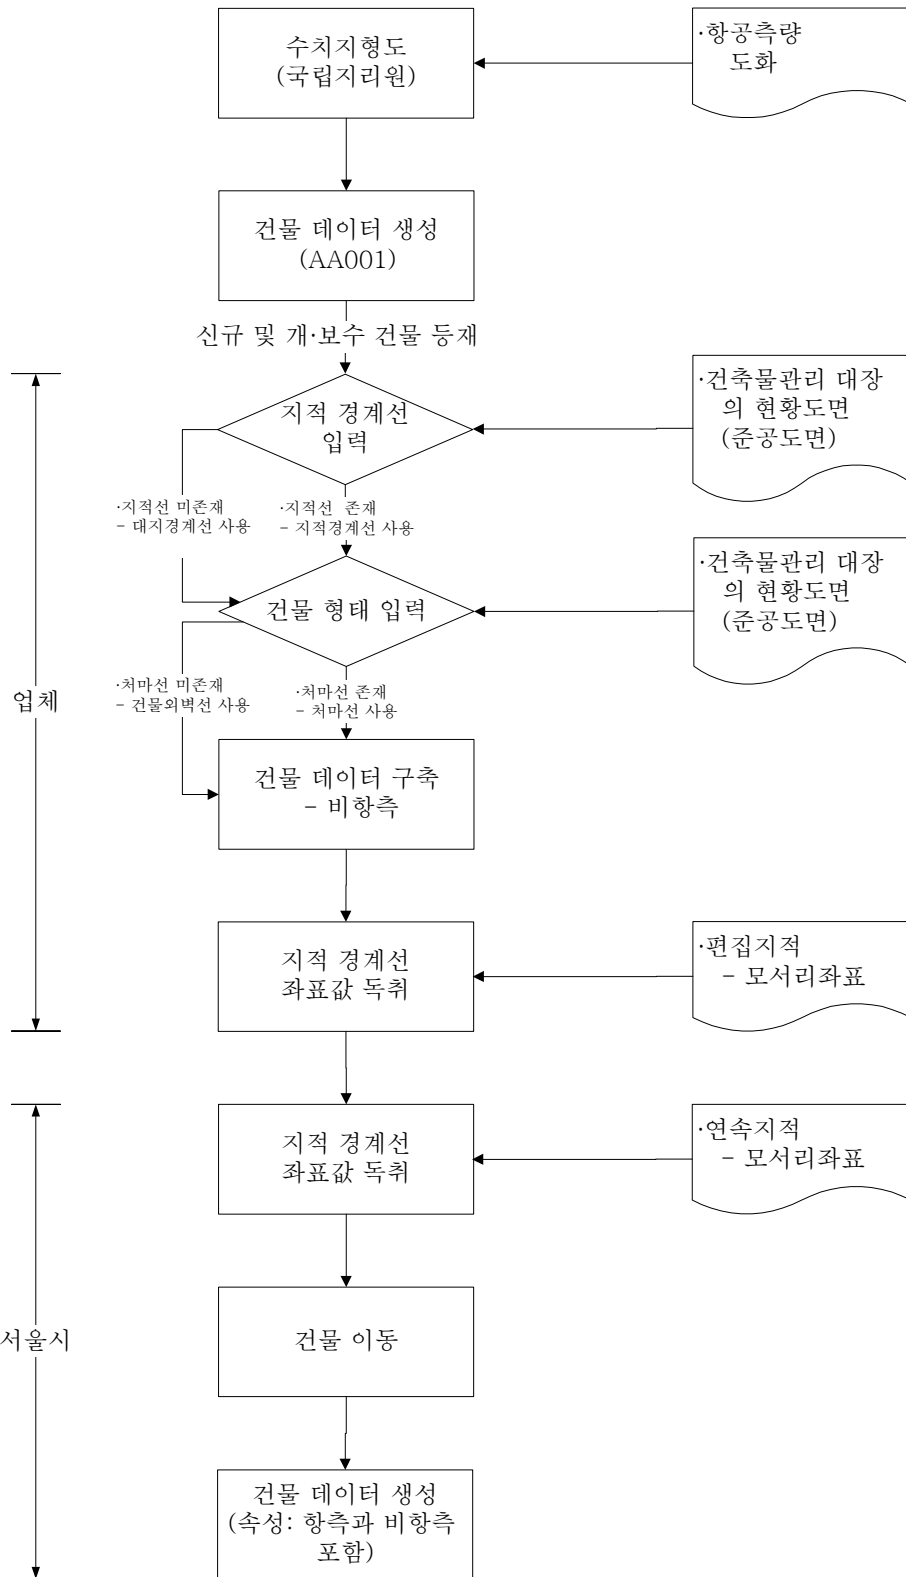 수치지형도
(국립지리원)
·항공측량
도화
건물 데이터 생성
(AA001)
신규 및 개·보수 건물 등재
지적 경계선
입력
·건축물관리 대장
의 현황도면
(준공도면)
·지적선 미존재
- 대지경계선 사용
·지적선 존재
- 지적경계선 사용
건물 형태 입력
·건축물관리 대장
의 현황도면
(준공도면)
·처마선 미존재
- 건물외벽선 사용
·처마선 존재
- 처마선 사용
업체
건물 데이터 구축
- 비항측
지적 경계선
좌표값 독취
·편집지적
- 모서리좌표
지적 경계선
좌표값 독취
·연속지적
- 모서리좌표
서울시
건물 이동
건물 데이터 생성
(속성: 항측과 비항측
포함)